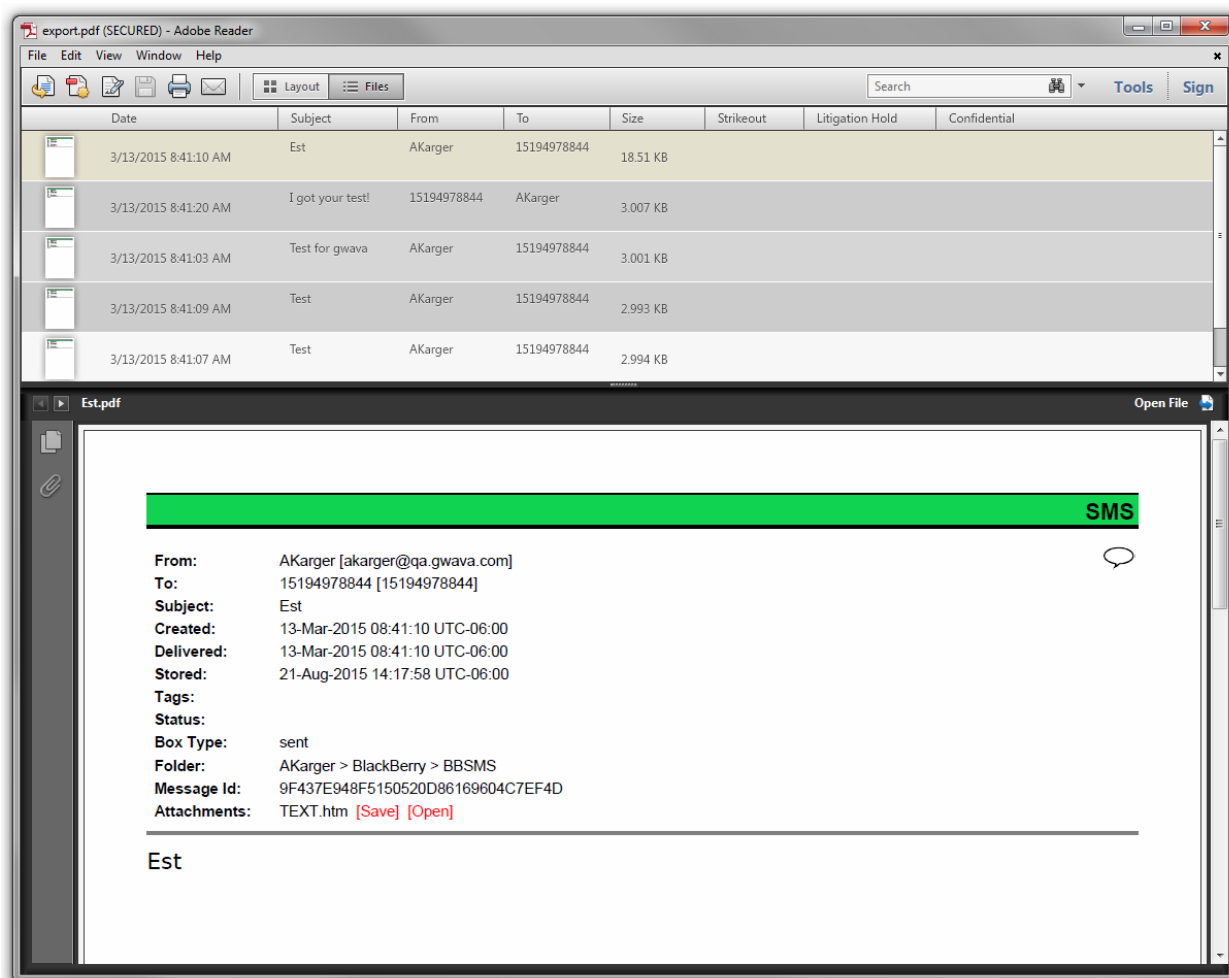 export.pdf (SECURED) - Adobe Reader
File Edit View Window Help
Layout Files Search Tools Sign
Date Subject From To Size Strikeout Litigation Hold Confidential
3/13/2015 8:41:10 AM Est AKarger 15194978844 18.51 KB
3/13/2015 8:41:20 AM I got your test! 15194978844 AKarger 3.007 KB
3/13/2015 8:41:03 AM Test for gwava AKarger 15194978844 3.001 KB
3/13/2015 8:41:09 AM Test AKarger 15194978844 2.993 KB
3/13/2015 8:41:07 AM Test AKarger 15194978844 2.994 KB
Est.pdf Open File
SMS
From: AKarger [akarger@qa.gwava.com]
To: 15194978844 [15194978844]
Subject: Est
Created: 13-Mar-2015 08:41:10 UTC-06:00
Delivered: 13-Mar-2015 08:41:10 UTC-06:00
Stored: 21-Aug-2015 14:17:58 UTC-06:00
Tags:
Status:
Box Type: sent
Folder: AKarger > BlackBerry > BBSMS
Message Id: 9F437E948F5150520D86169604C7EF4D
Attachments: TEXT.htm [Save] [Open]
Est